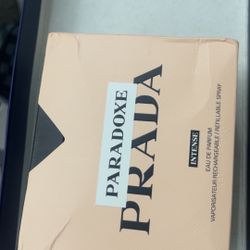 PARADOXE
PRADA
INTENSE
EAU DE PARFUM
VAPORISATEUR RECHARGEABLE / REFILLABLE SPRAY